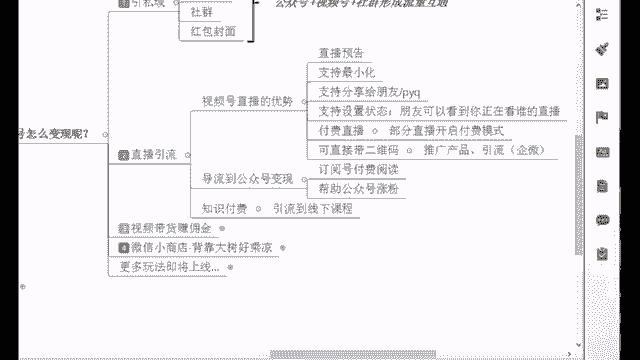 引私域
公众号+视频号+社群形成流量互通
社群
红包封面
直播预告
支持最小化
支持分享给朋友/pyq
视频号直播的优势
支持设置状态：朋友可以看到你正在看谁的直播
付费直播 部分直播开启付费模式
号怎么变现呢？
可直接带二维码 推广产品、引流（企微）
直播引流
订阅号付费阅读
导流到公众号变现
帮助公众号涨粉
知识付费 引流到线下课程
视频带货赚佣金
4 微信小商店-背靠大树好乘凉
更多玩法即将上线...